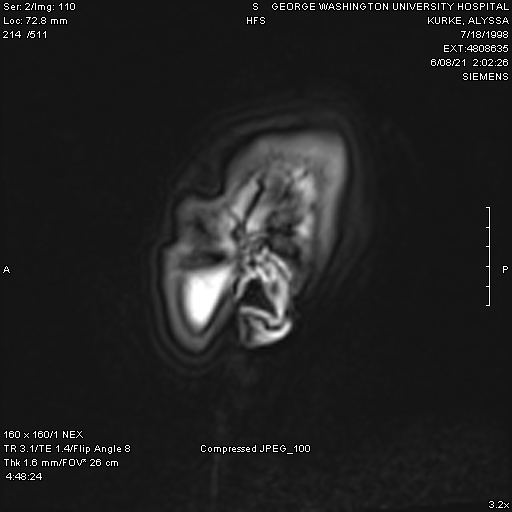 Ser: 2/Img: 110
Loc: 72.8 mm
214 /511
S GEORGE WASHINGTON UNIVERSITY HOSPITAL
HFS KURKE, ALYSSA
7/18/1998
EXT:4808635
6/08/21 2:02:26
SIEMENS
A
P
160 x 160/1 NEX
TR 3.1/TE 1.4/Flip Angle 8
Thk 1.6 mm/FOV* 26 cm
4:48:24
Compressed JPEG_100
3.2x